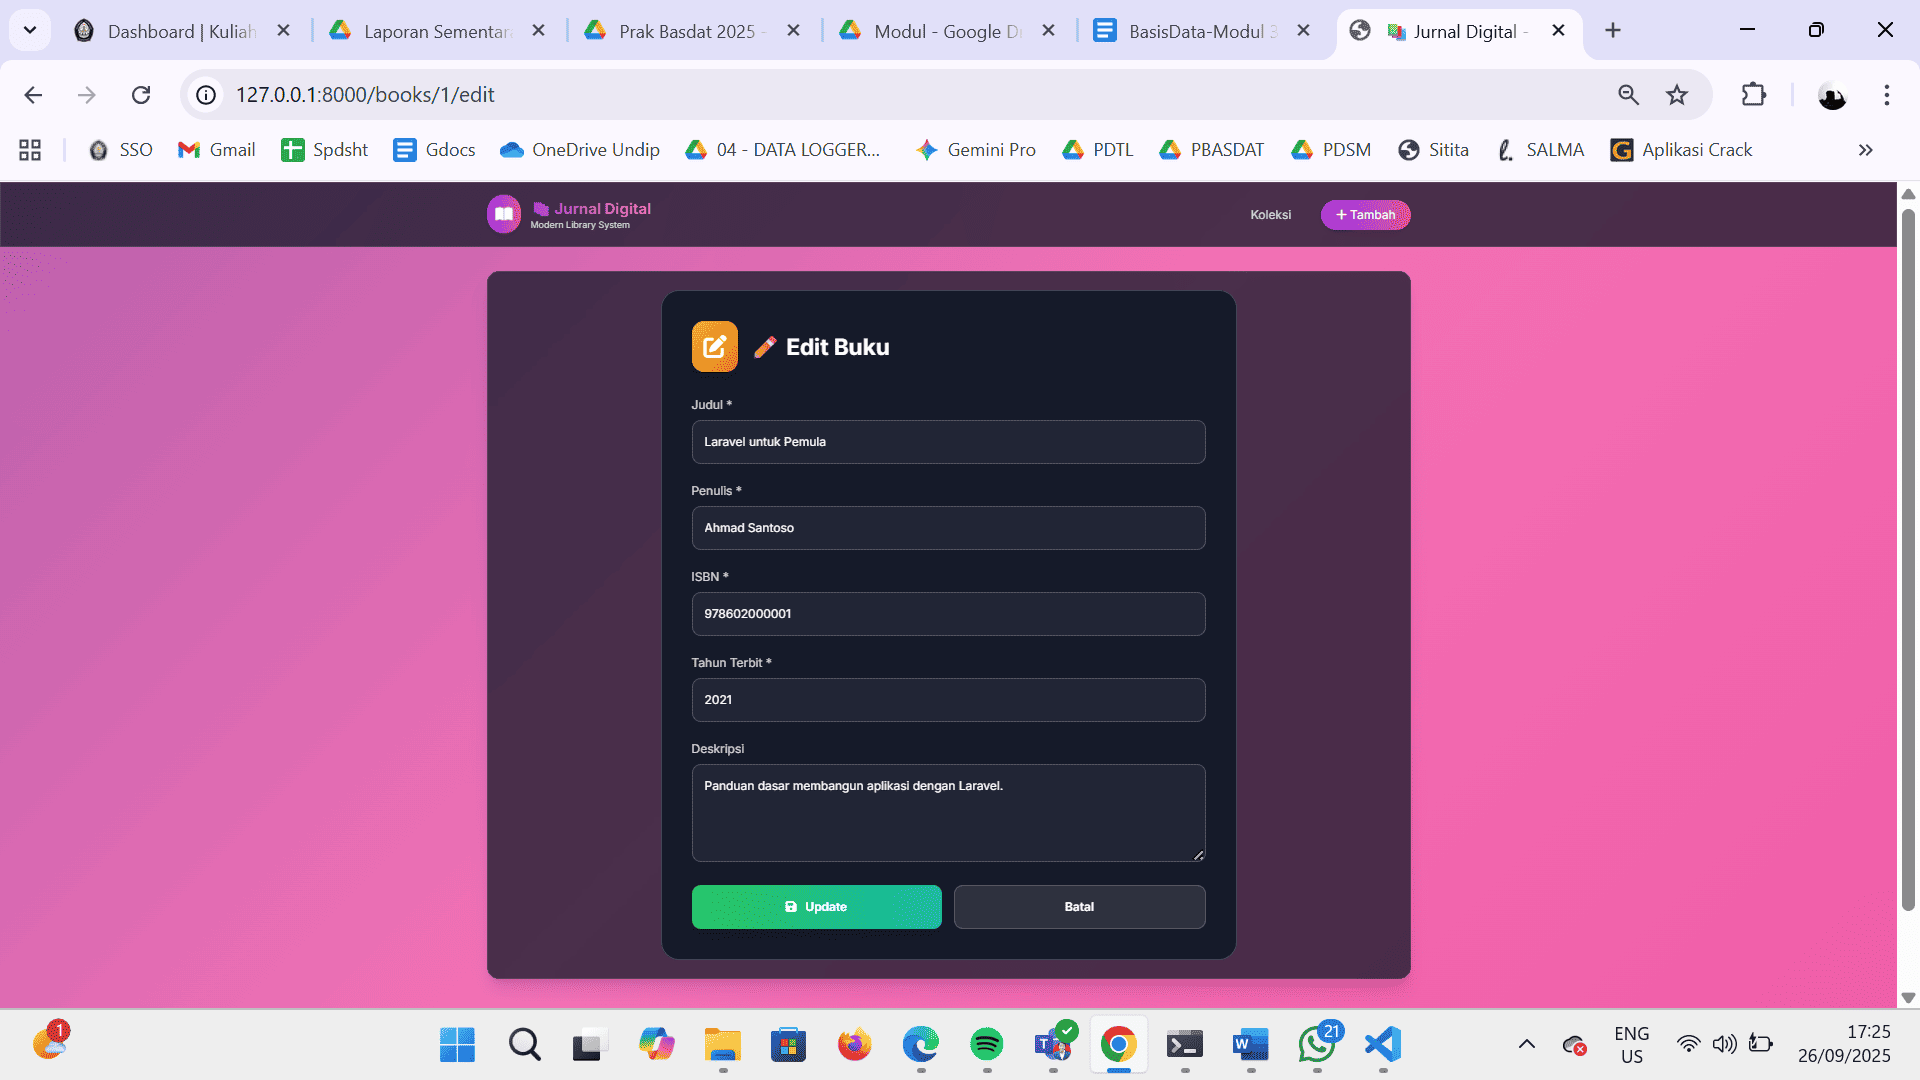 Dashboard | Kuliah
Laporan Sementar
Prak Basdat 2025 -
Modul - Google D
BasisData-Modul 3
Jurnal Digital -
127.0.0.1:8000/books/1/edit
SSO
Gmail
Spdsht
Gdocs
OneDrive Undip
04 - DATA LOGGER...
Gemini Pro
PDTL
PBASDAT
PDSM
Sitita
SALMA
Aplikasi Crack
Jurnal Digital
Modern Library System
Koleksi
+ Tambah
Edit Buku
Judul *
Laravel untuk Pemula
Penulis *
Ahmad Santoso
ISBN *
978602000001
Tahun Terbit *
2021
Deskripsi
Panduan dasar membangun aplikasi dengan Laravel.
Update
Batal
1
21
ENG
US
17:25
26/09/2025